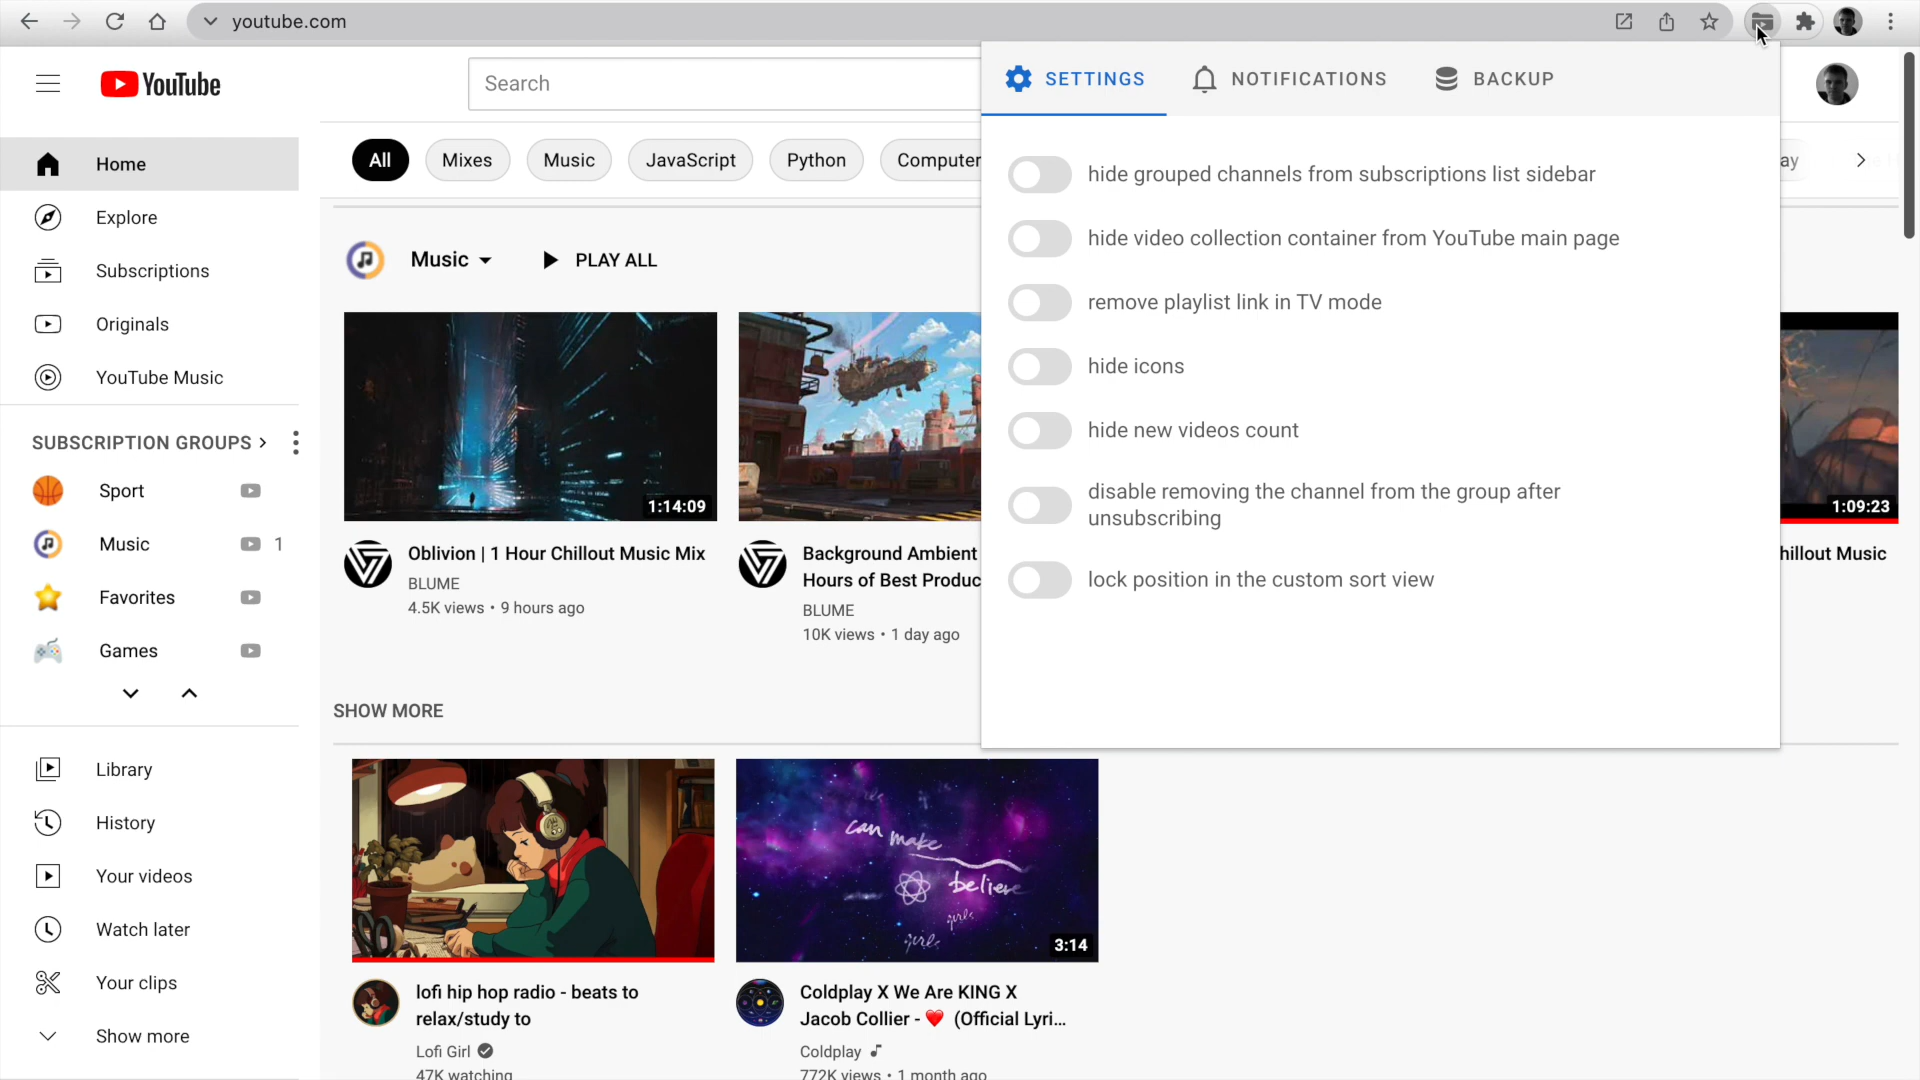 youtube.com
YouTube
Search
SETTINGS
NOTIFICATIONS
BACKUP
Home
Explore
Subscriptions
Originals
YouTube Music
SUBSCRIPTION GROUPS
Sport
Music
1
Favorites
Games
Library
History
Your videos
Watch later
Your clips
Show more
All
Mixes
Music
JavaScript
Python
Computer
ay
Music
PLAY ALL
1:14:09
Oblivion | 1 Hour Chillout Music Mix
BLUME
4.5K views • 9 hours ago
Background Ambient
Hours of Best Produc
BLUME
10K views • 1 day ago
hide grouped channels from subscriptions list sidebar
hide video collection container from YouTube main page
remove playlist link in TV mode
hide icons
hide new videos count
disable removing the channel from the group after
unsubscribing
lock position in the custom sort view
1:09:23
hillout Music
SHOW MORE
lofi hip hop radio - beats to
relax/study to
Lofi Girl
47K watching
can make
believe
girls
girls
3:14
Coldplay X We Are KING X
Jacob Collier - ❤️ (Official Lyri...
Coldplay
772K views • 1 month ago